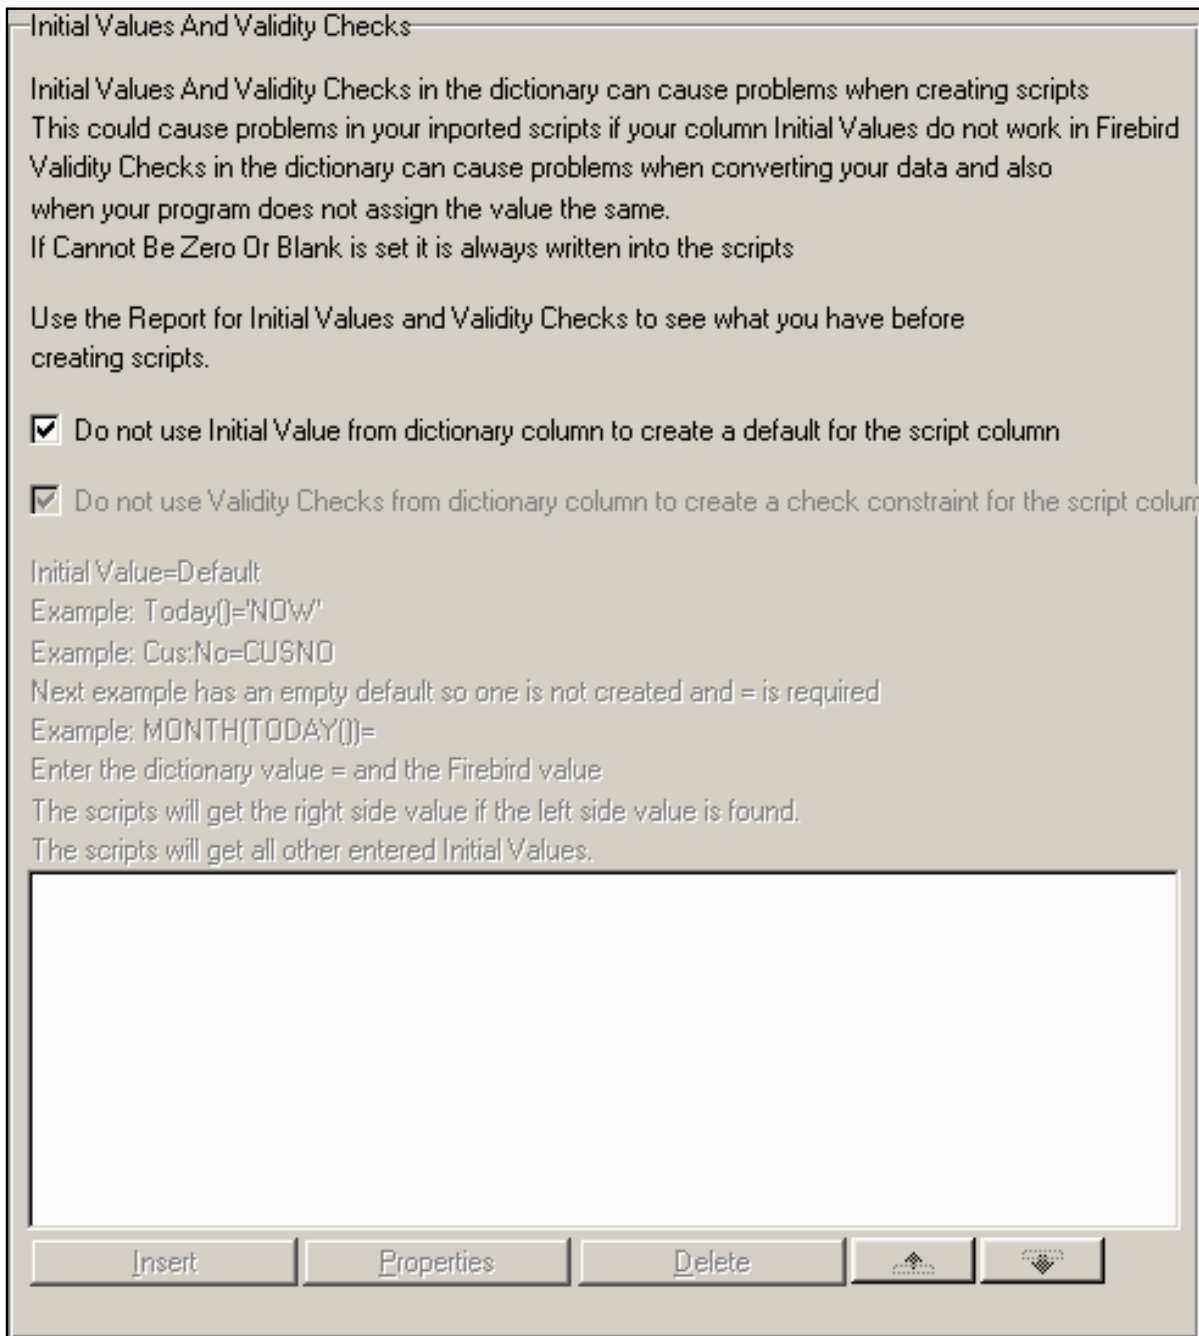 Initial Values And Validity Checks
Initial Values And Validity Checks in the dictionary can cause problems when creating scripts
This could cause problems in your inported scripts if your column Initial Values do not work in Firebird
Validity Checks in the dictionary can cause problems when converting your data and also
when your program does not assign the value the same.
If Cannot Be Zero Or Blank is set it is always written into the scripts
Use the Report for Initial Values and Validity Checks to see what you have before
creating scripts.
Do not use Initial Value from dictionary column to create a default for the script column
Do not use Validity Checks from dictionary column to create a check constraint for the script colum
Initial Value=Default
Example: Today()='NOW'
Example: Cus:No=CUSNO
Next example has an empty default so one is not created and = is required
Example: MONTH(TODAY())=
Enter the dictionary value = and the Firebird value
The scripts will get the right side value if the left side value is found.
The scripts will get all other entered Initial Values.
Insert Properties Delete